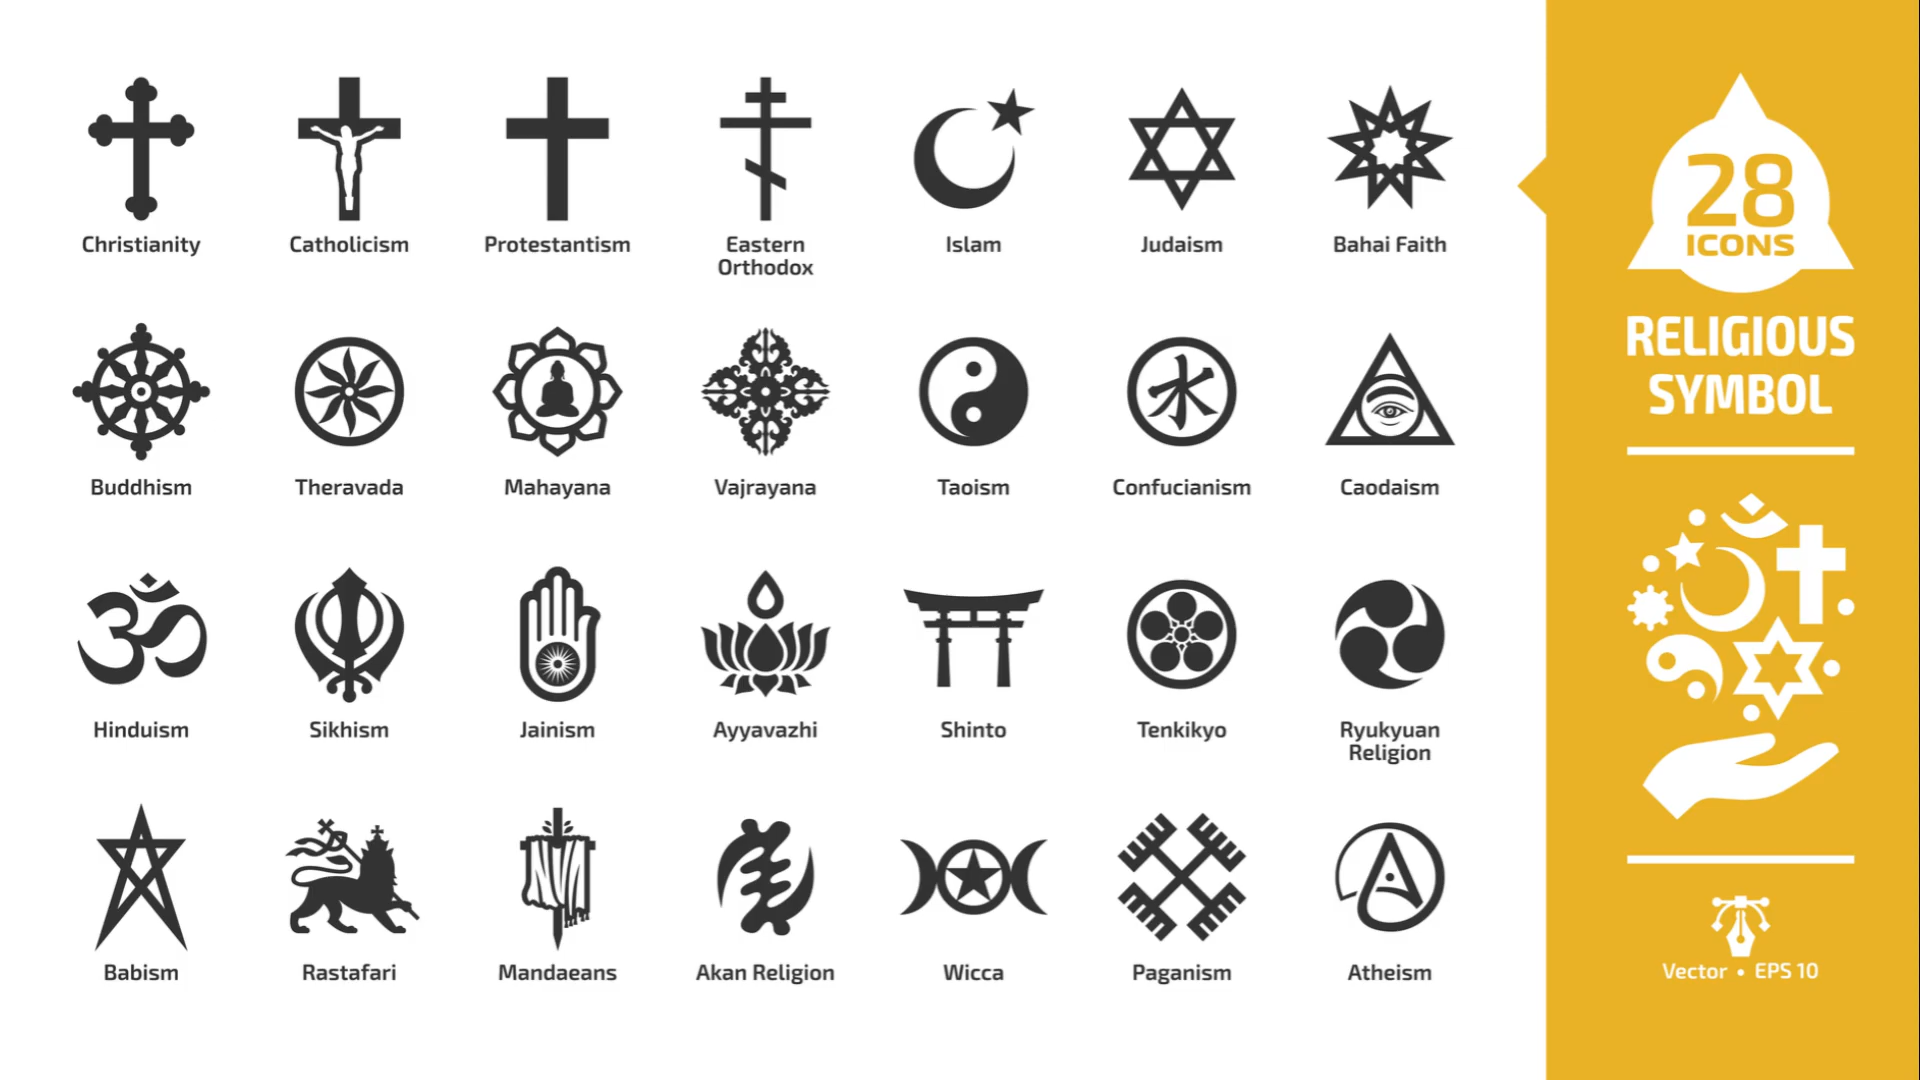 Christianity
Catholicism
Protestantism
Eastern
Orthodox
Islam
Judaism
Bahai Faith
Buddhism
Theravada
Mahayana
Vajrayana
Taoism
Confucianism
水
Caodaism
ॐ
Hinduism
Sikhism
Jainism
Ayyavazhi
Shinto
Tenkikyo
Ryukyuan
Religion
Babism
Rastafari
Mandaeans
Akan Religion
Wicca
Paganism
Atheism
28
ICONS
RELIGIOUS
SYMBOL
Vector • EPS 10